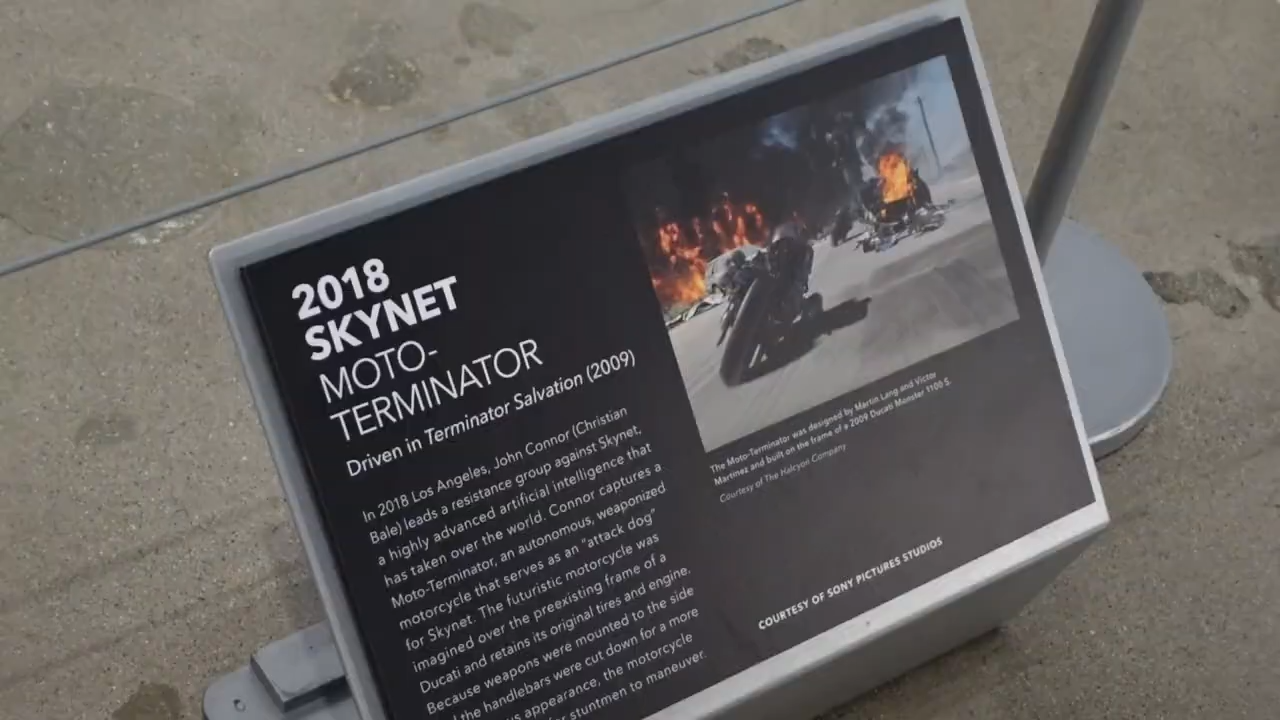 2018
SKYNET
MOTO-
TERMINATOR
Driven in Terminator Salvation (2009)
In 2018 Los Angeles, John Connor (Christian
Bale) leads a resistance group against Skynet,
a highly advanced artificial intelligence that
has taken over the world. Connor captures a
Moto-Terminator, an autonomous, weaponized
motorcycle that serves as an “attack dog”
for Skynet. The futuristic motorcycle was
imagined over the preexisting frame of a
Ducati and retains its original tires and engine.
Because weapons were mounted to the side
the handlebars were cut down for a more
appearance, the motorcycle
stuntmen to maneuver.
The Moto-Terminator was designed by Martin Lang and Victor
Martinez and built on the frame of a 2009 Ducati Monster 1100 S.
Courtesy of The Halcyon Company
COURTESY OF SONY PICTURES STUDIOS